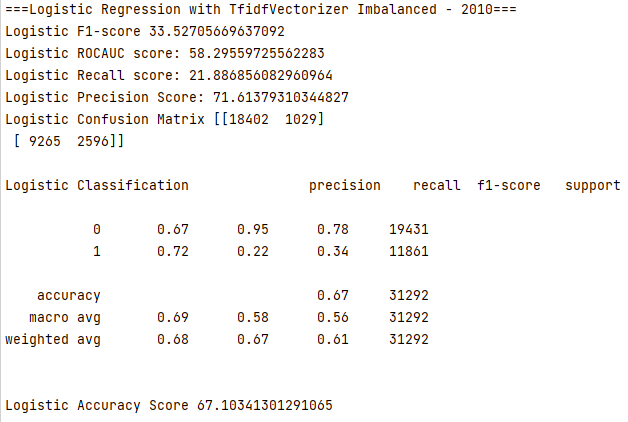 ===Logistic Regression with TfidfVectorizer Imbalanced - 2010===
Logistic F1-score 33.52705669637092
Logistic ROCAUC score: 58.29559725562283
Logistic Recall score: 21.886856082960964
Logistic Precision Score: 71.61379310344827
Logistic Confusion Matrix [[18402  1029]
 [ 9265  2596]]
Logistic Classification               precision    recall  f1-score   support
           0       0.67      0.95      0.78     19431
           1       0.72      0.22      0.34     11861
    accuracy                           0.67     31292
   macro avg       0.69      0.58      0.56     31292
weighted avg       0.68      0.67      0.61     31292
Logistic Accuracy Score 67.10341301291065